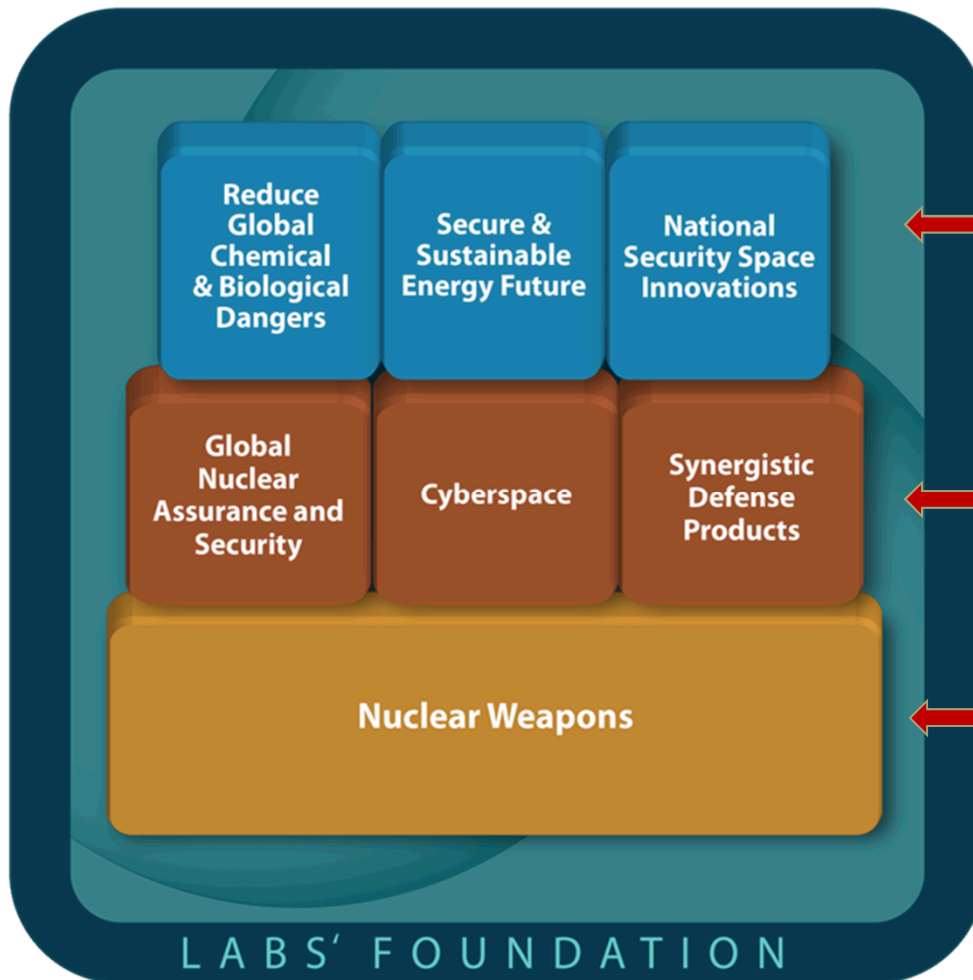 Reduce
Global
Chemical
& Biological
Dangers
Secure &
Sustainable
Energy Future
National
Security Space
Innovations
Global
Nuclear
Assurance and
Security
Cyberspace
Synergistic
Defense
Products
Nuclear Weapons
LABS‘ FOUNDATION